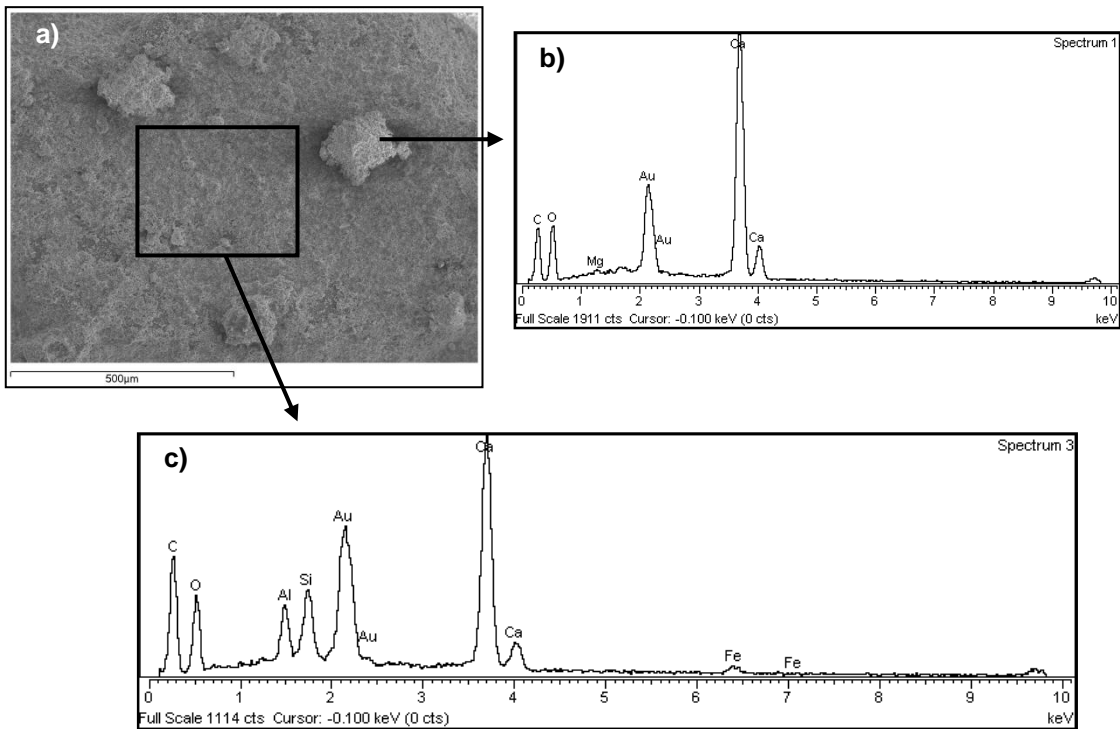 a)
500µm
b)
Spectrum 1
Ca
Au
C
O
Au
Ca
Mg
0 1 2 3 4 5 6 7 8 9 10
Full Scale 1911 cts Cursor: -0.100 keV (0 cts)
keV
c)
Spectrum 3
Ca
Au
C
O
Si
Al
Au
Ca
Fe
Fe
0 1 2 3 4 5 6 7 8 9 10
Full Scale 1114 cts Cursor: -0.100 keV (0 cts)
keV